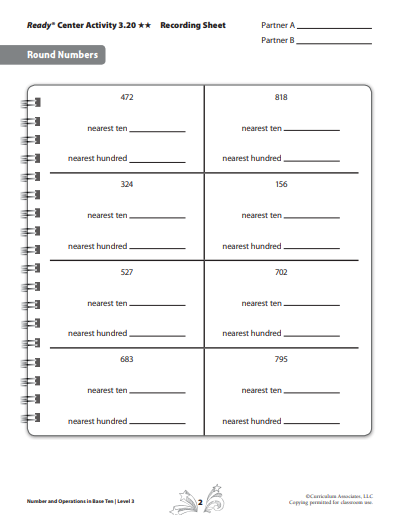 Ready® Center Activity 3.20 ★★ Recording Sheet
Partner A
Partner B
Round Numbers
472
nearest ten
nearest hundred
818
nearest ten
nearest hundred
324
nearest ten
nearest hundred
156
nearest ten
nearest hundred
527
nearest ten
nearest hundred
702
nearest ten
nearest hundred
683
nearest ten
nearest hundred
795
nearest ten
nearest hundred
Number and Operations in Base Ten | Level 3
2
©Curriculum Associates, LLC
Copying permitted for classroom use.